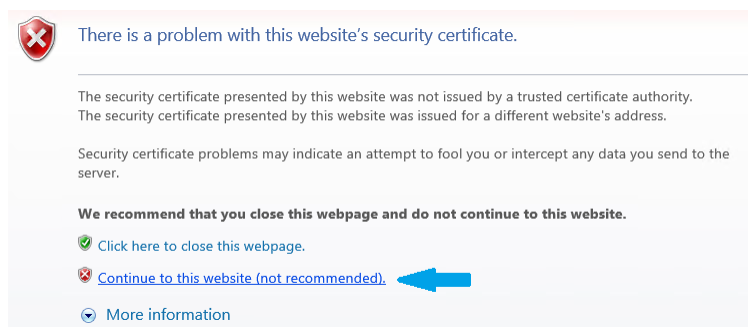 There is a problem with this website's security certificate.
The security certificate presented by this website was not issued by a trusted certificate authority.
The security certificate presented by this website was issued for a different website's address.
Security certificate problems may indicate an attempt to fool you or intercept any data you send to the
server.
We recommend that you close this webpage and do not continue to this website.
Click here to close this webpage.
Continue to this website (not recommended).
More information